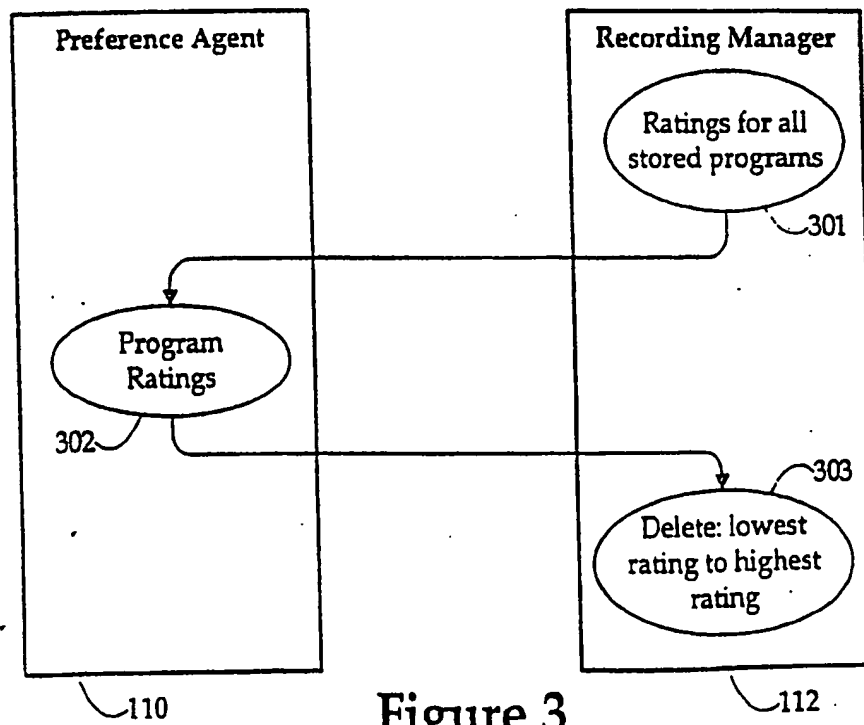 Preference Agent
Recording Manager
Ratings for all
stored programs
301
Program
Ratings
302
303
Delete: lowest
rating to highest
rating
110
112
Figure 3